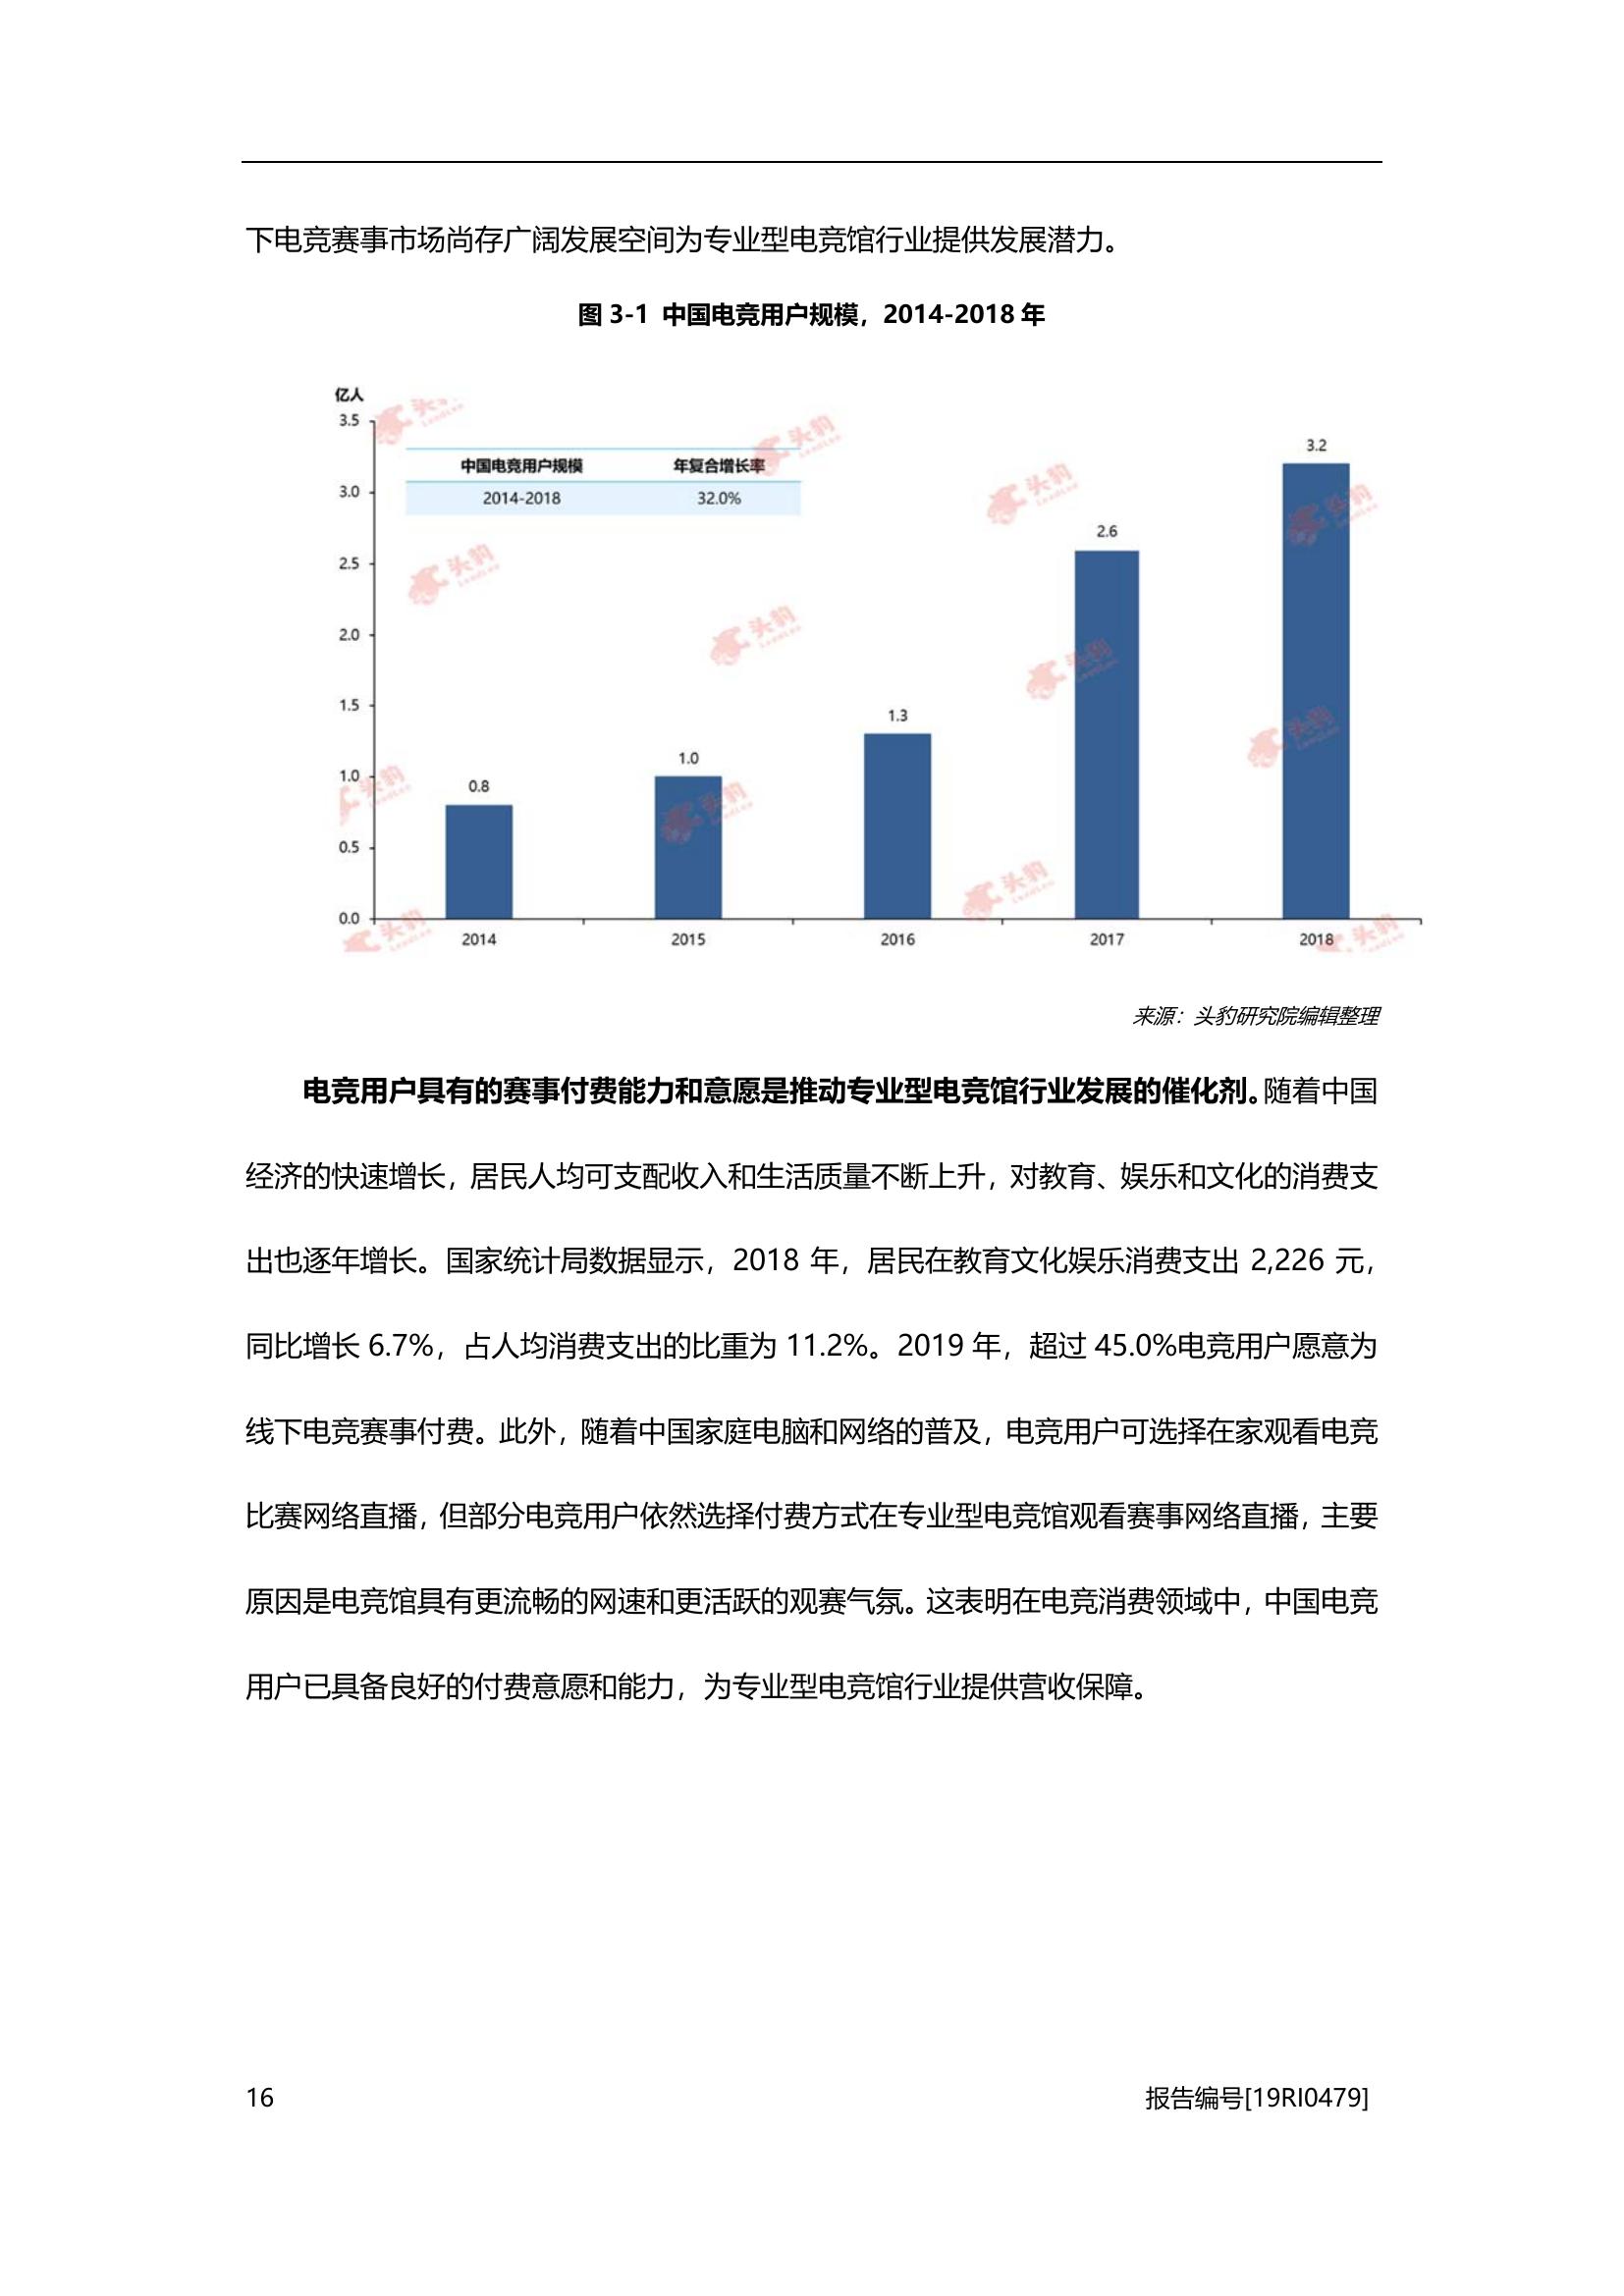 下电竞赛事市场尚存广阔发展空间为专业型电竞馆行业提供发展潜力。
图 3-1 中国电竞用户规模，2014-2018 年
亿人
3.5
3.0
2.5
2.0
1.5
1.0
0.5
0.0
中国电竞用户规模 年复合增长率
2014-2018 32.0%
0.8
1.0
1.3
2.6
3.2
2014 2015 2016 2017 2018
头豹
LeadLeo
来源：头豹研究院编辑整理
电竞用户具有的赛事付费能力和意愿是推动专业型电竞馆行业发展的催化剂。随着中国
经济的快速增长，居民人均可支配收入和生活质量不断上升，对教育、娱乐和文化的消费支
出也逐年增长。国家统计局数据显示，2018 年，居民在教育文化娱乐消费支出 2,226 元，
同比增长 6.7%，占人均消费支出的比重为 11.2%。2019 年，超过 45.0%电竞用户愿意为
线下电竞赛事付费。此外，随着中国家庭电脑和网络的普及，电竞用户可选择在家观看电竞
比赛网络直播，但部分电竞用户依然选择付费方式在专业型电竞馆观看赛事网络直播，主要
原因是电竞馆具有更流畅的网速和更活跃的观赛气氛。这表明在电竞消费领域中，中国电竞
用户已具备良好的付费意愿和能力，为专业型电竞馆行业提供营收保障。
16 报告编号[19RI0479]